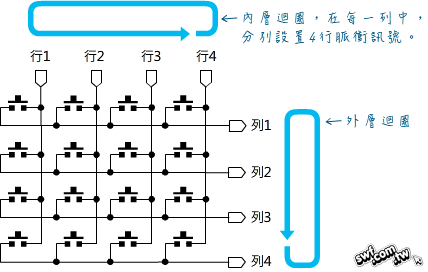 ←內層迴圈，在每一列中，
分別設置4行脈衝訊號。
行1 行2 行3 行4
列1
←外層迴圈
列2
列3
列4
swf.com.tw